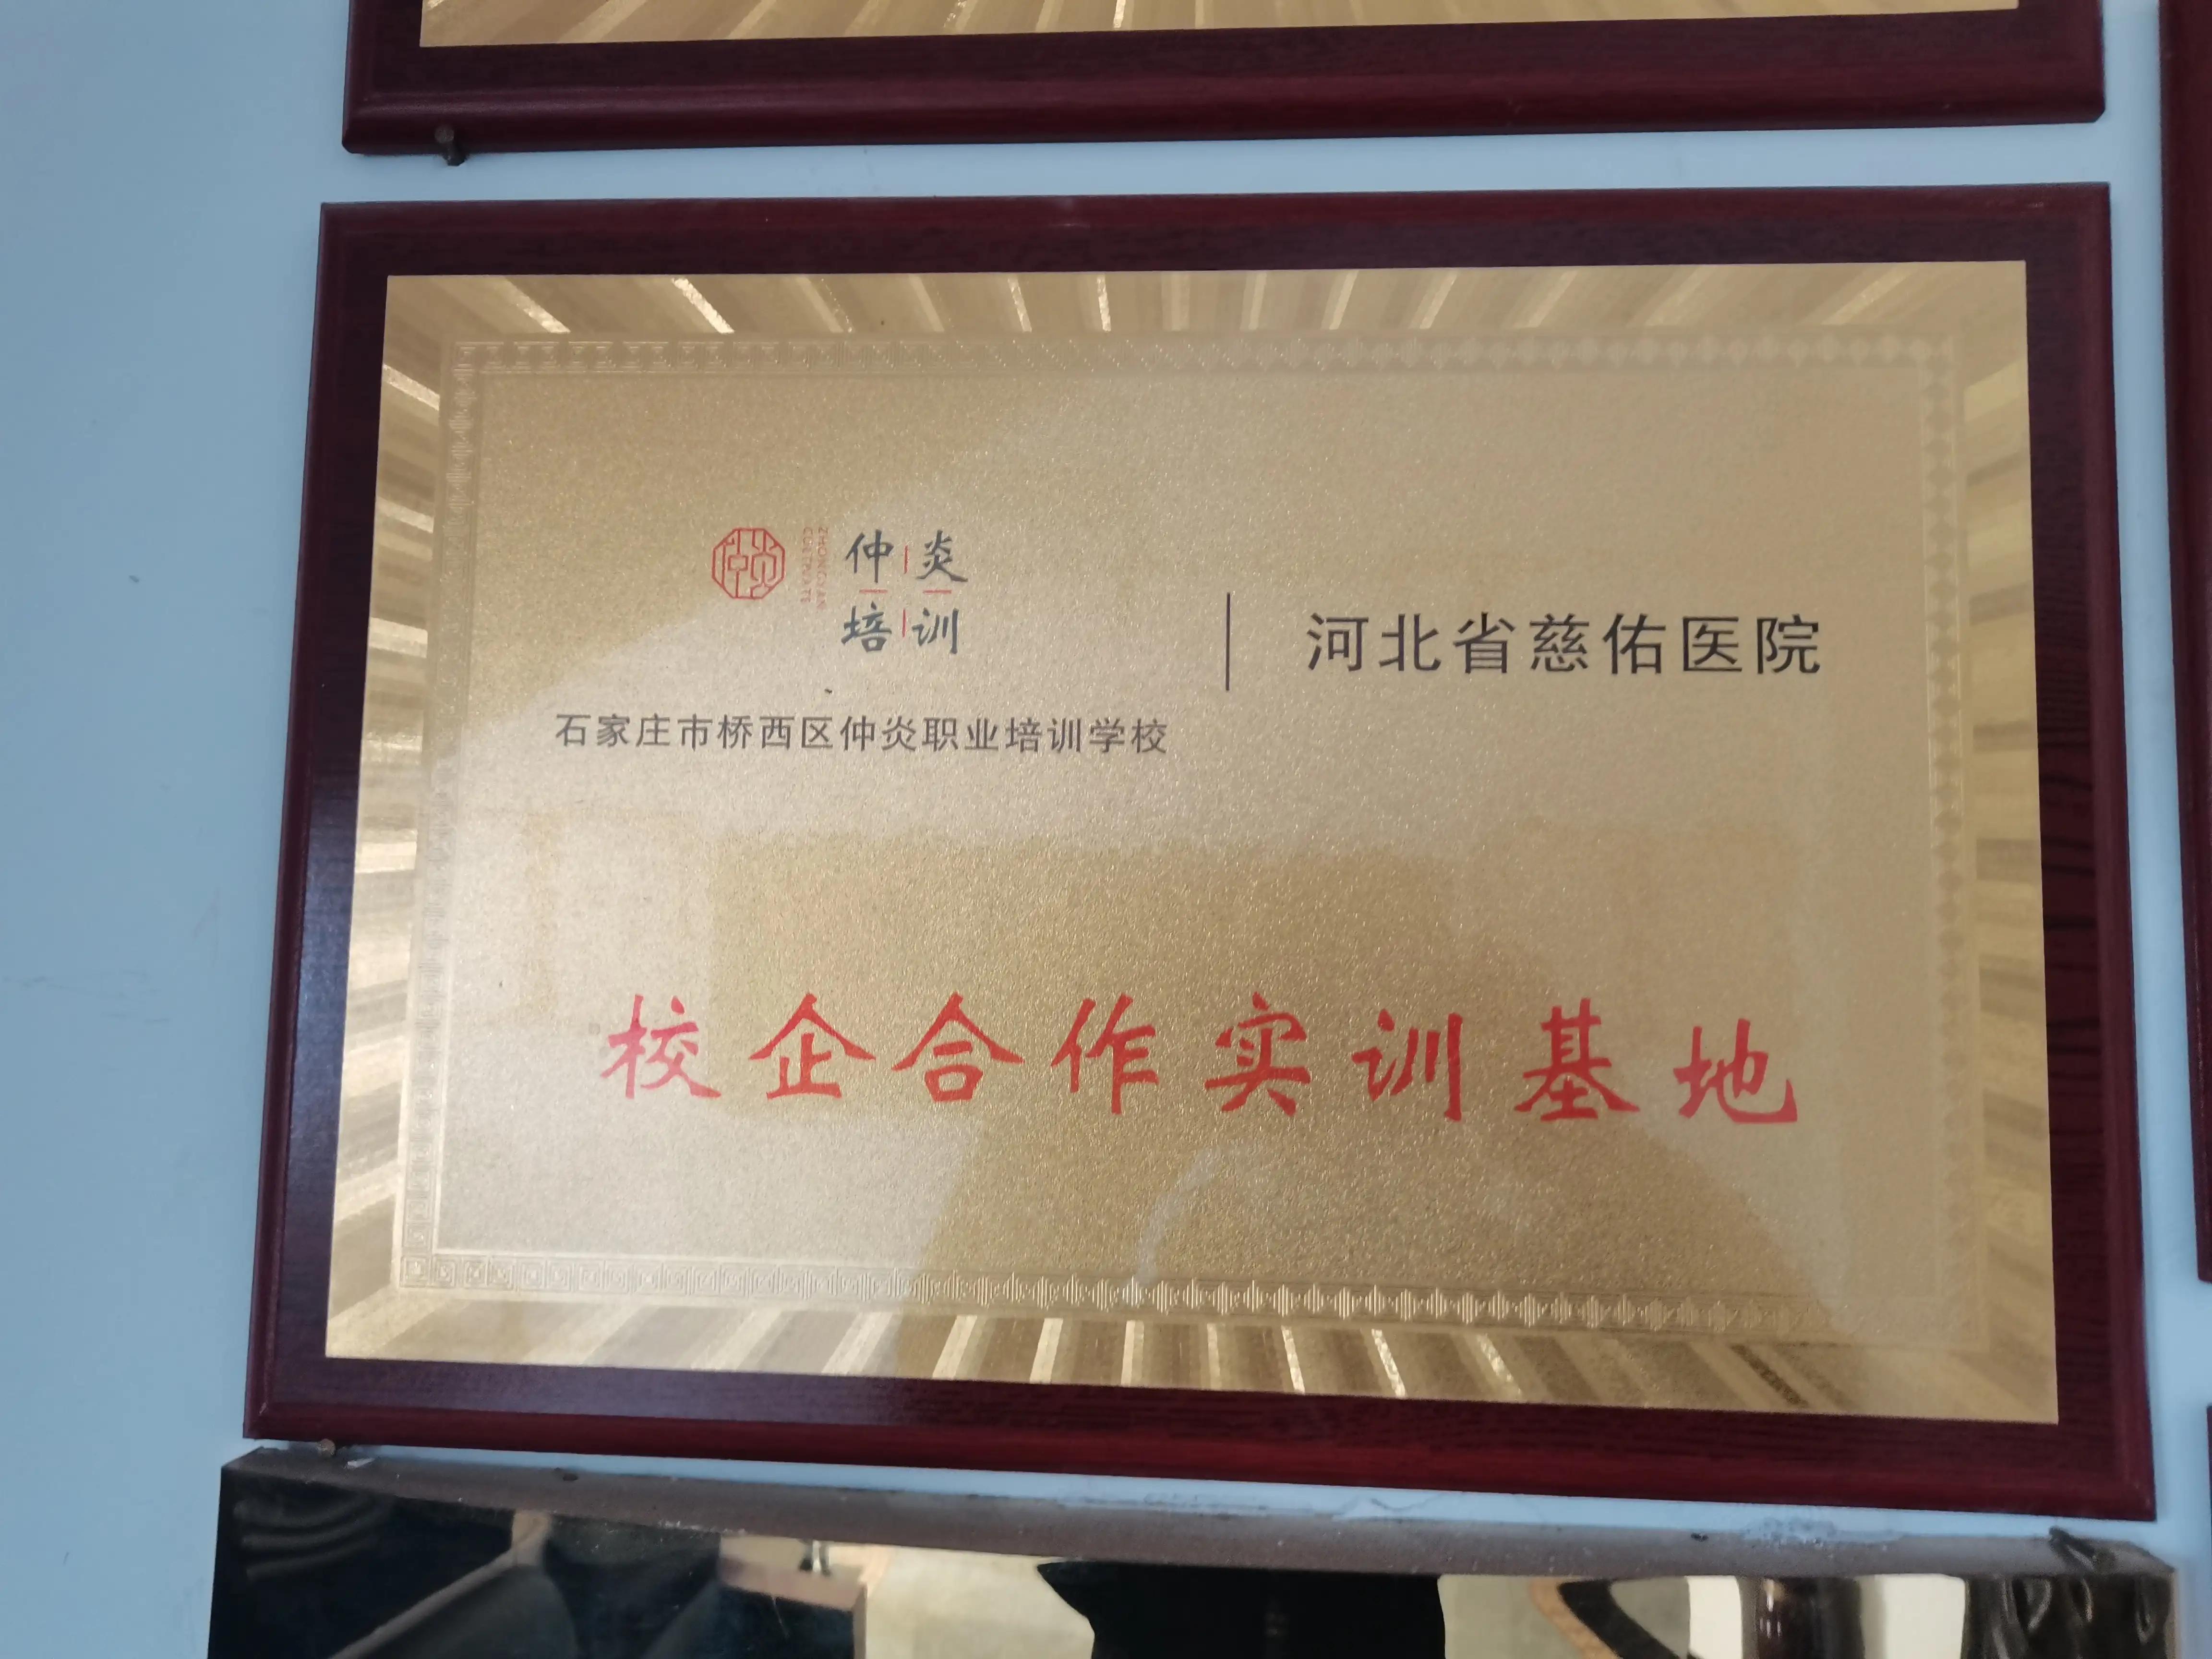 仲炎
培训
石家庄市桥西区仲炎职业培训学校
河北省慈佑医院
校企合作实训基地